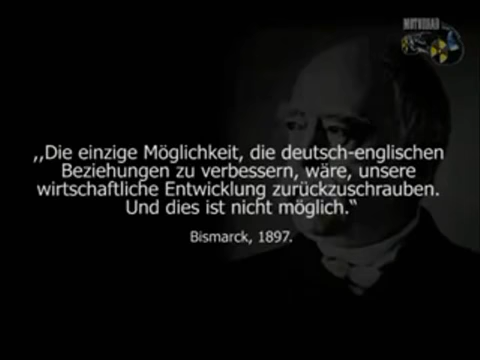 MATHORAD
,,Die einzige Möglichkeit, die deutsch-englischen
Beziehungen zu verbessern, wäre, unsere
wirtschaftliche Entwicklung zurückzuschrauben.
Und dies ist nicht möglich.“
Bismarck, 1897.